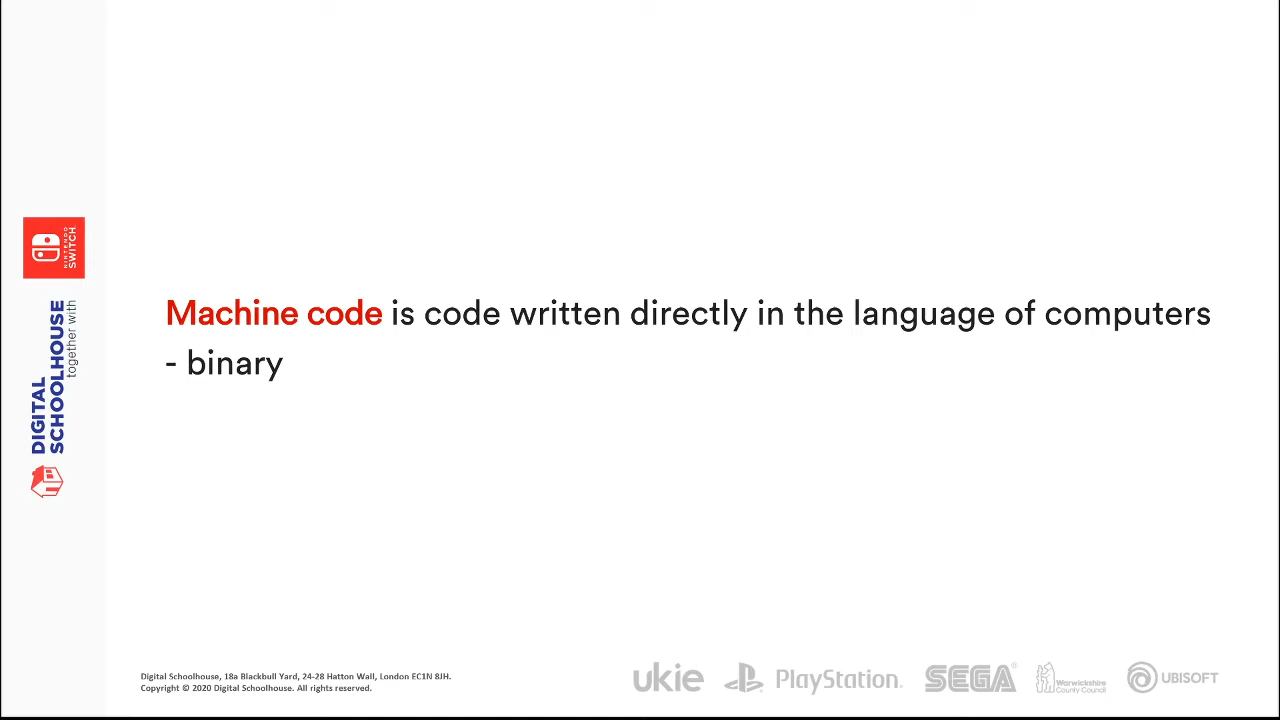 NINTENDO
SWITCH
DIGITAL
SCHOOLHOUSE
together with
Machine code is code written directly in the language of computers
- binary
Digital Schoolhouse, 18a Blackbull Yard, 24-28 Hatton Wall, London EC1N 8JH.
Copyright © 2020 Digital Schoolhouse. All rights reserved.
ukie
PlayStation.
SEGA®
Warwickshire
County Council
UBISOFT